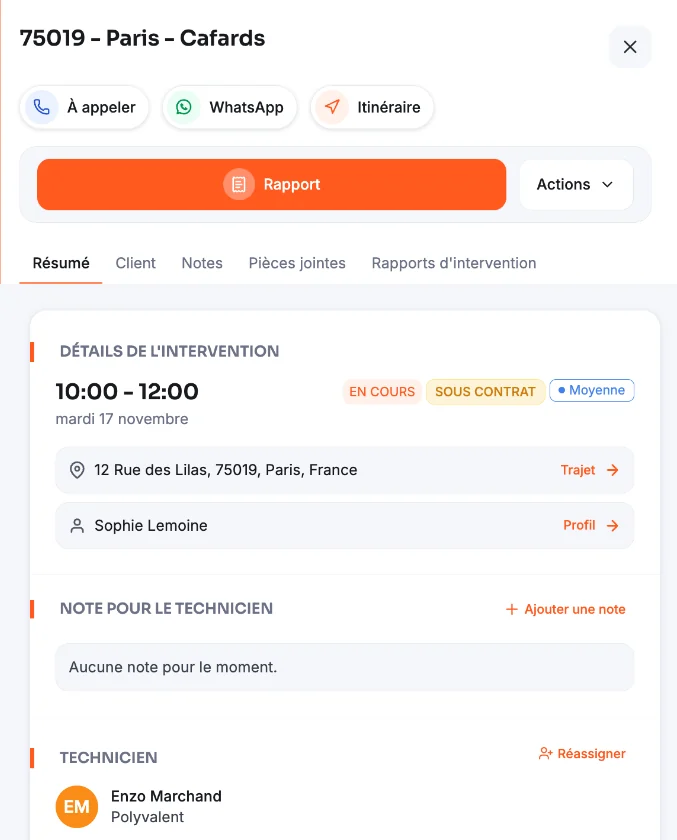 75019 - Paris - Cafards
À appeler
WhatsApp
Itinéraire
Rapport
Actions
Résumé
Client
Notes
Pièces jointes
Rapports d'intervention
DÉTAILS DE L'INTERVENTION
10:00 - 12:00
EN COURS
SOUS CONTRAT
Moyenne
mardi 17 novembre
12 Rue des Lilas, 75019, Paris, France
Trajet
Sophie Lemoine
Profil
NOTE POUR LE TECHNICIEN
Ajouter une note
Aucune note pour le moment.
TECHNICIEN
Réassigner
EM
Enzo Marchand
Polyvalent